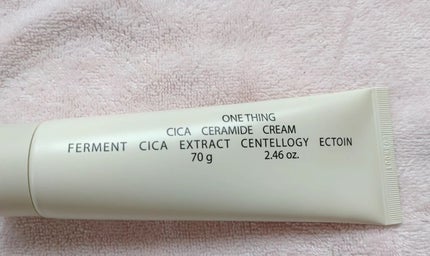 ONE THING
CICA CERAMIDE CREAM
FERMENT CICA EXTRACT CENTELLOGY ECTOIN
70 g 2.46 oz.